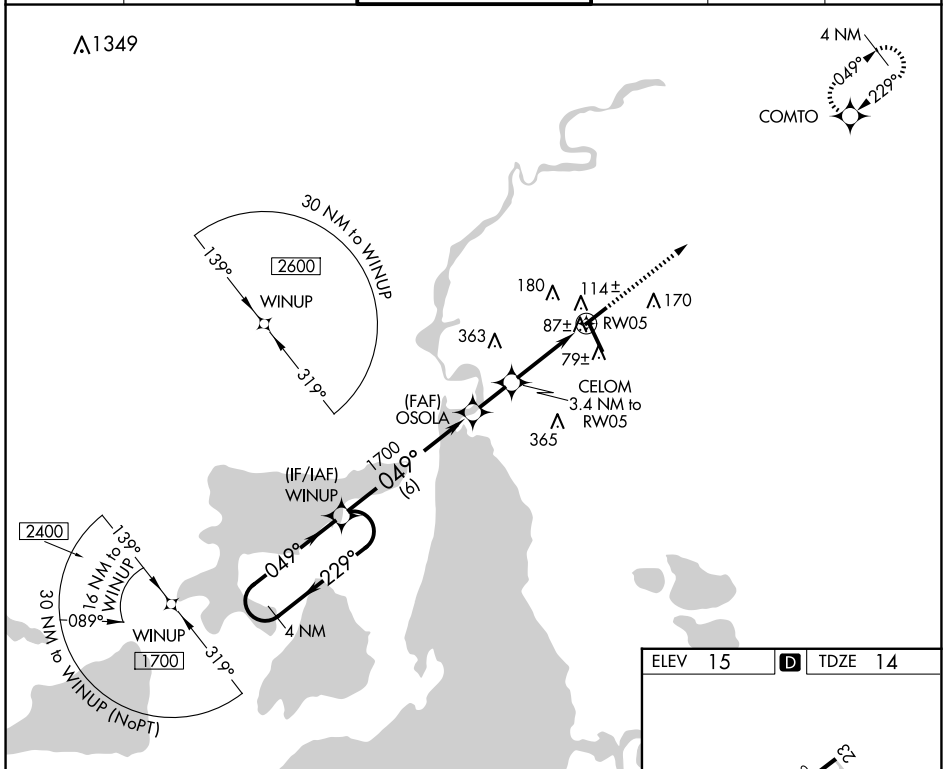 1349
4 NM
049°
229°
COMTO
30 NM to WINUP
139°
2600
WINUP
319°
180
114±
170
87±
RW05
363
79±
(FAF)
OSOLA
CELOM
3.4 NM to
RW05
365
1700
049°
(6)
(IF/IAF)
WINUP
049°
229°
4 NM
2400
139°
16 NM to
WINUP
089°
WINUP
1700
319°
30 NM to WINUP (NoPT)
ELEV 15 D TDZE 14
23